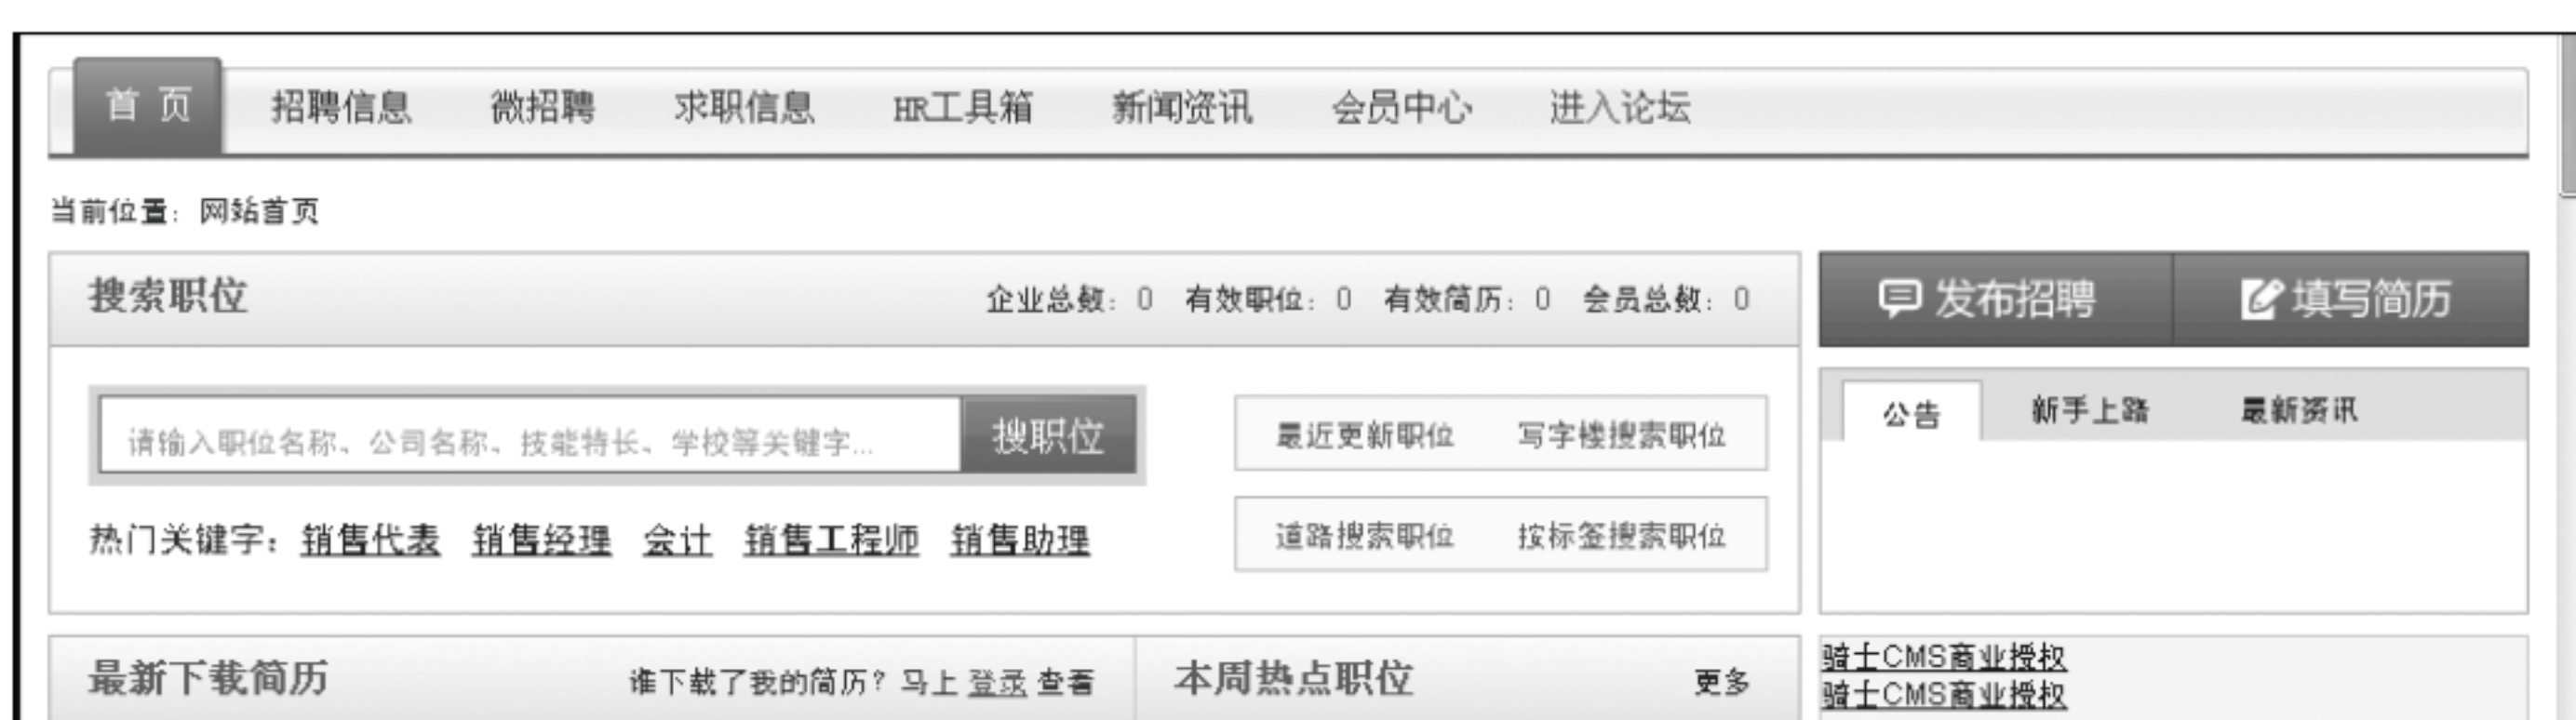 首 页 招聘信息 微招聘 求职信息 HR工具箱 新闻资讯 会员中心 进入论坛
当前位置：网站首页
搜索职位 企业总数：0 有效职位：0 有效简历：0 会员总数：0
发布招聘 填写简历
请输入职位名称、公司名称、技能特长、学校等关键字... 搜职位
最近更新职位 写字楼搜索职位
公告 新手上路 最新资讯
热门关键字：销售代表 销售经理 会计 销售工程师 销售助理
道路搜索职位 按标签搜索职位
最新下载简历 谁下载了我的简历？马上 登录 查看
本周热点职位 更多
骑士CMS商业授权
骑士CMS商业授权